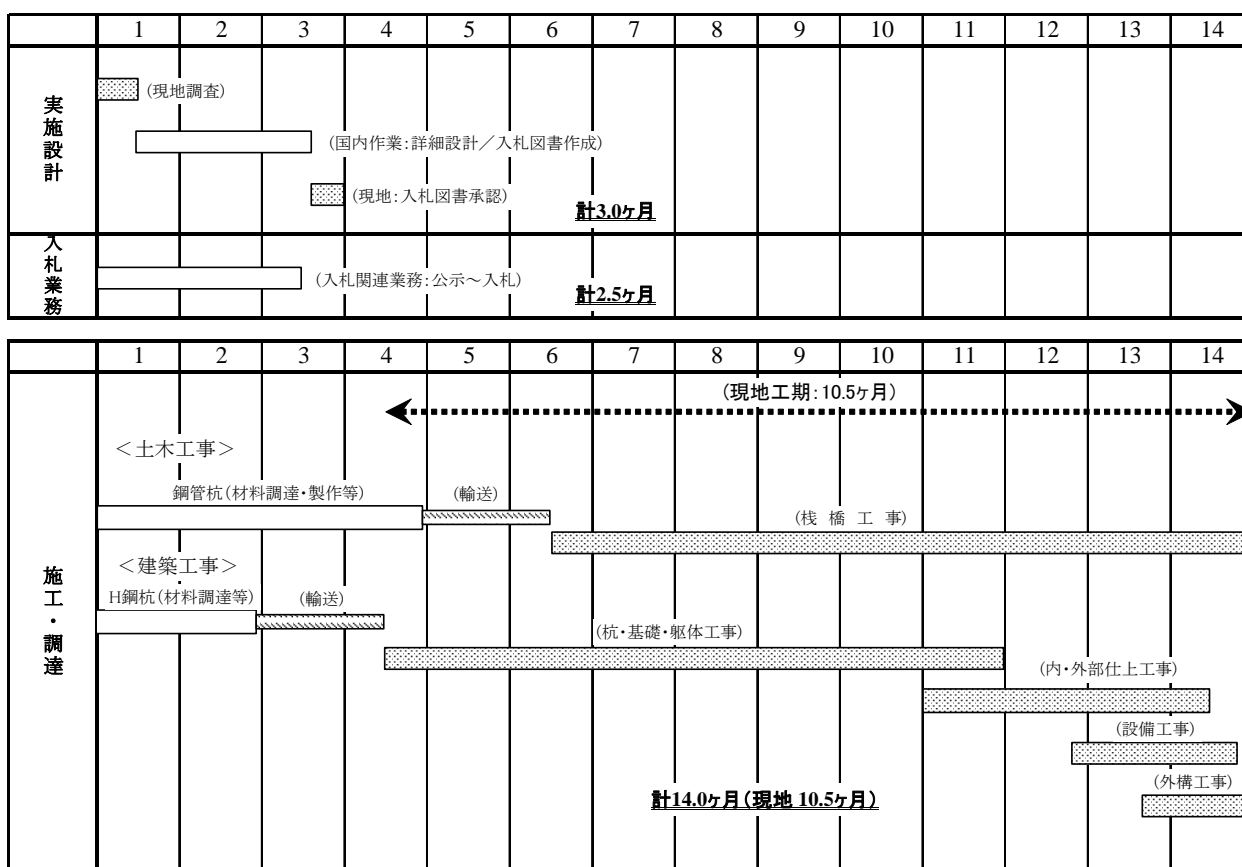 1 2 3 4 5 6 7 8 9 10 11 12 13 14
実施設計
(現地調査)
(国内作業:詳細設計／入札図書作成)
(現地:入札図書承認)
計3.0ヶ月
入札業務
(入札関連業務:公示～入札)
計2.5ヶ月
1 2 3 4 5 6 7 8 9 10 11 12 13 14
施工・調達
(現地工期:10.5ヶ月)
＜土木工事＞
鋼管杭(材料調達・製作等) (輸送)
(桟 橋 工 事)
＜建築工事＞
H鋼杭(材料調達等) (輸送)
(杭・基礎・躯体工事)
(内・外部仕上工事)
(設備工事)
(外構工事)
計14.0ヶ月(現地 10.5ヶ月)